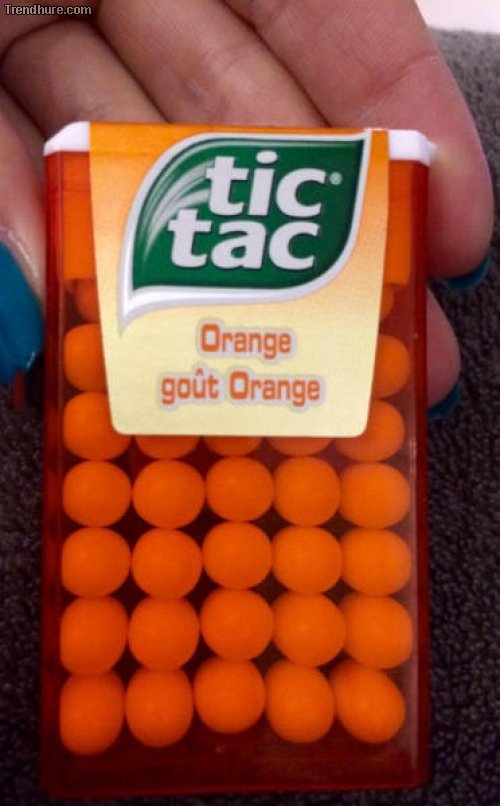 Trendhure.com
tic®
tac
Orange
goût Orange